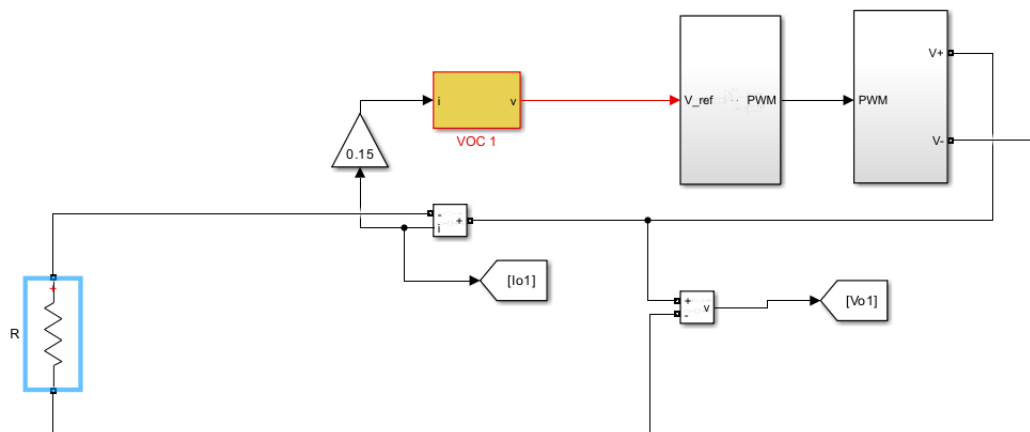 V+
i
v
V_ref
PWM
PWM
VOC 1
V-
0.15
-
+
i
[Io1]
+
-
v
[Vo1]
+
R